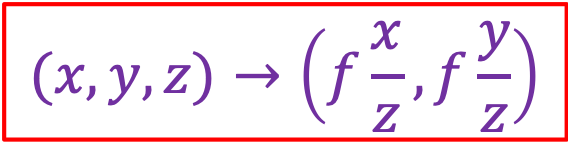 (x, y, z) → (f x/z, f y/z)